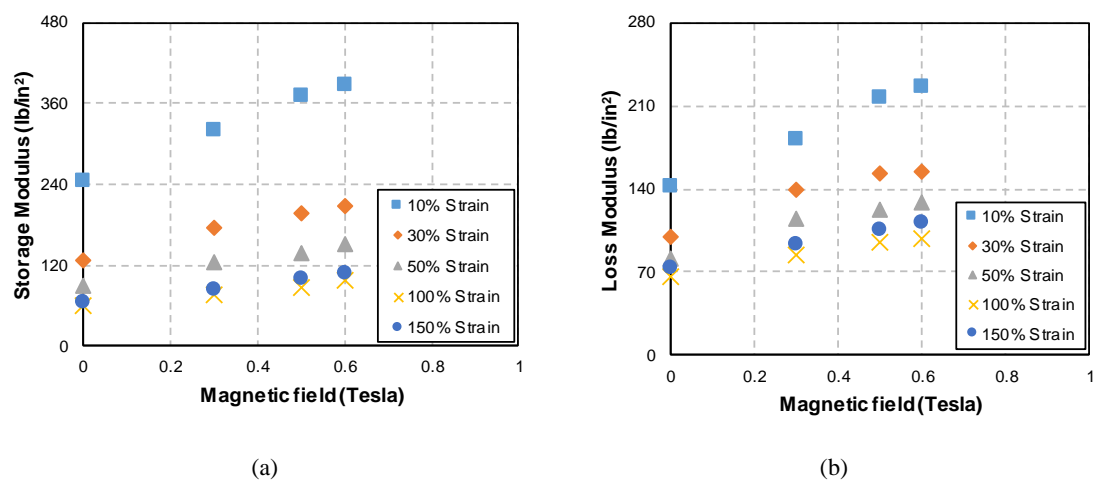 480
360
240
120
0
Storage Modulus (lb/in²)
0
0.2
0.4
0.6
0.8
1
Magnetic field (Tesla)
10% Strain
30% Strain
50% Strain
100% Strain
150% Strain
(a)
280
210
140
70
0
Loss Modulus (lb/in²)
0
0.2
0.4
0.6
0.8
1
Magnetic field (Tesla)
10% Strain
30% Strain
50% Strain
100% Strain
150% Strain
(b)